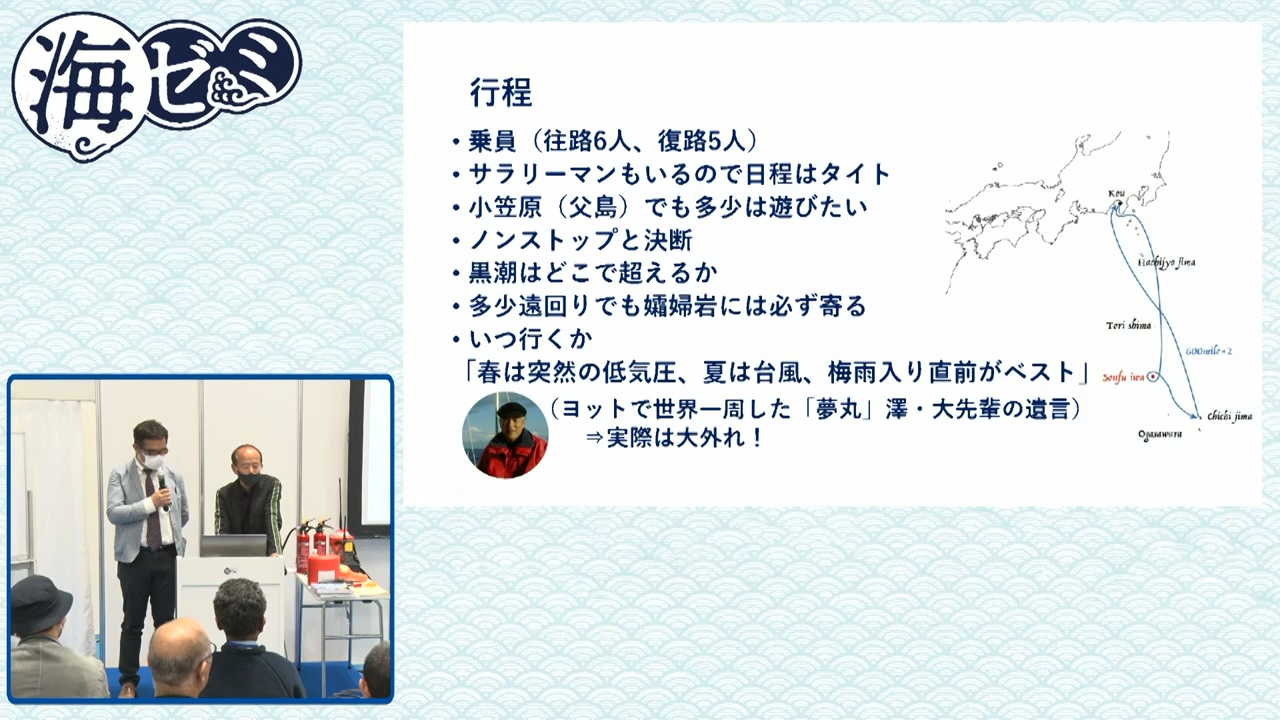 海ゼミ
行程
・乗員（往路6人、復路5人）
・サラリーマンもいるので日程はタイト
・小笠原（父島）でも多少は遊びたい
・ノンストップと決断
・黒潮はどこで超えるか
・多少遠回りでも孀婦岩には必ず寄る
・いつ行くか
「春は突然の低気圧、夏は台風、梅雨入り直前がベスト」
（ヨットで世界一周した「夢丸」澤・大先輩の遺言）
⇒実際は大外れ！
Kou
Hachijyo jima
Tori shima
600mile×2
Soufu iwa
Chichi jima
Ogasawara